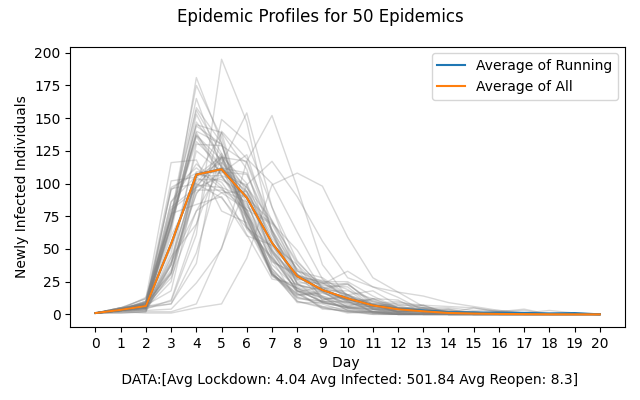 Epidemic Profiles for 50 Epidemics
Newly Infected Individuals
200
175
150
125
100
75
50
25
0
Average of Running
Average of All
0 1 2 3 4 5 6 7 8 9 10 11 12 13 14 15 16 17 18 19 20
Day
DATA:[Avg Lockdown: 4.04 Avg Infected: 501.84 Avg Reopen: 8.3]